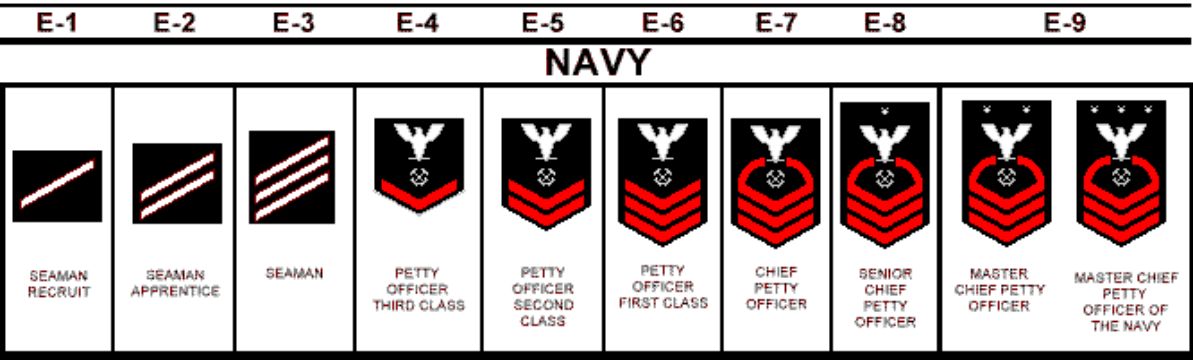 E-1 E-2 E-3 E-4 E-5 E-6 E-7 E-8 E-9
NAVY
SEAMAN
RECRUIT
SEAMAN
APPRENTICE
SEAMAN
PETTY
OFFICER
THIRD CLASS
PETTY
OFFICER
SECOND
CLASS
PETTY
OFFICER
FIRST CLASS
CHIEF
PETTY
OFFICER
SENIOR
CHIEF
PETTY
OFFICER
MASTER
CHIEF PETTY
OFFICER
MASTER CHIEF
PETTY
OFFICER OF
THE NAVY